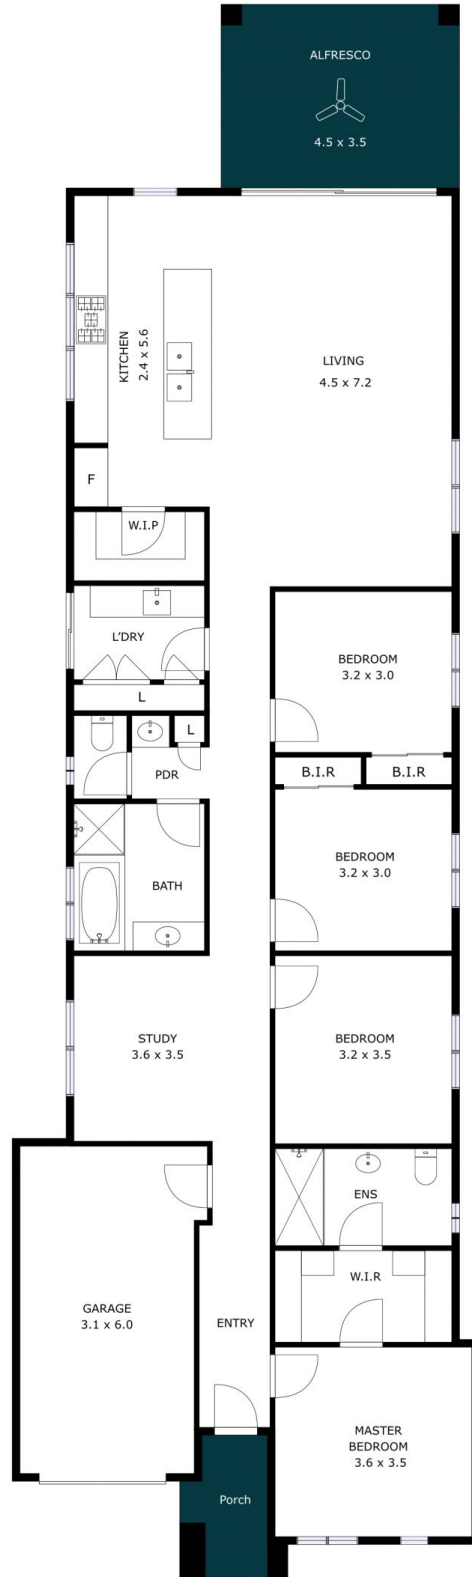 ALFRESCO
4.5 x 3.5
KITCHEN
2.4 x 5.6
LIVING
4.5 x 7.2
F
W.I.P
L'DRY
L
BEDROOM
3.2 x 3.0
L
PDR
B.I.R
B.I.R
BATH
BEDROOM
3.2 x 3.0
STUDY
3.6 x 3.5
BEDROOM
3.2 x 3.5
ENS
W.I.R
GARAGE
3.1 x 6.0
ENTRY
MASTER
BEDROOM
3.6 x 3.5
Porch